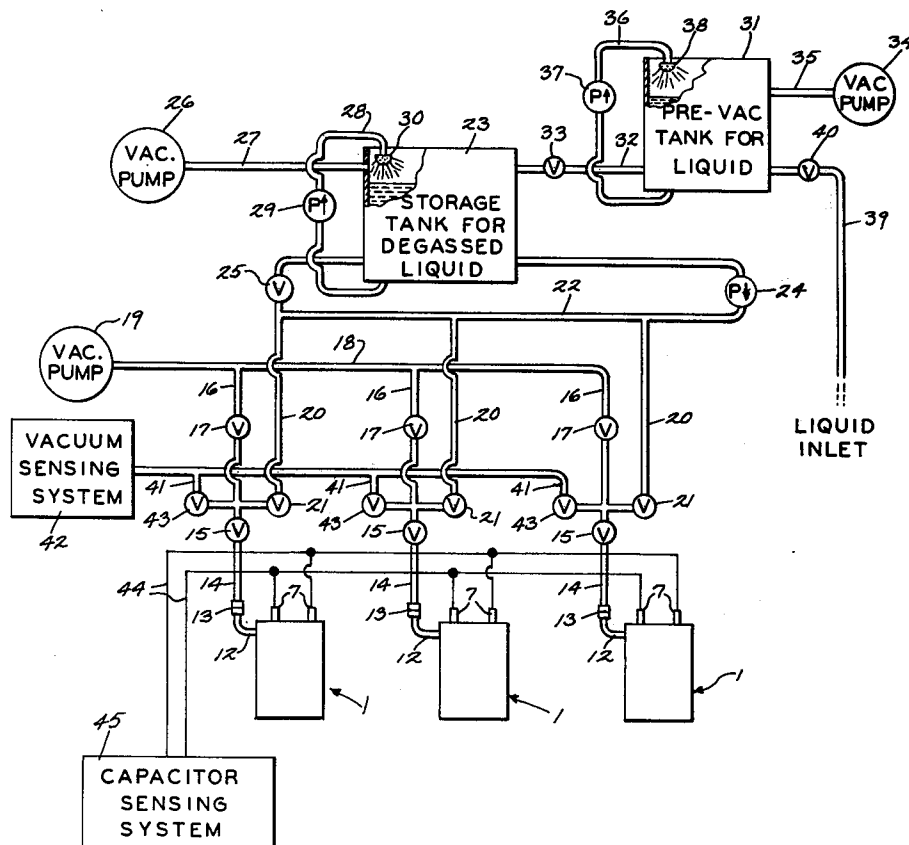 36
38
31
34
37
P
35
VAC
PUMP
26
28
30
23
33
32
PRE-VAC
TANK FOR
LIQUID
40
V
VAC.
PUMP
27
V
29
P
STORAGE
TANK FOR
DEGASSED
LIQUID
39
25
V
22
P
24
19
VAC.
PUMP
18
16
16
16
20
20
20
17
V
17
V
17
V
LIQUID
INLET
VACUUM
SENSING
SYSTEM
42
41
41
41
43
V
V
21
43
V
V
21
43
V
V
21
15
V
15
V
15
V
44
14
14
14
7
7
7
13
13
13
12
12
12
1
1
1
45
CAPACITOR
SENSING
SYSTEM